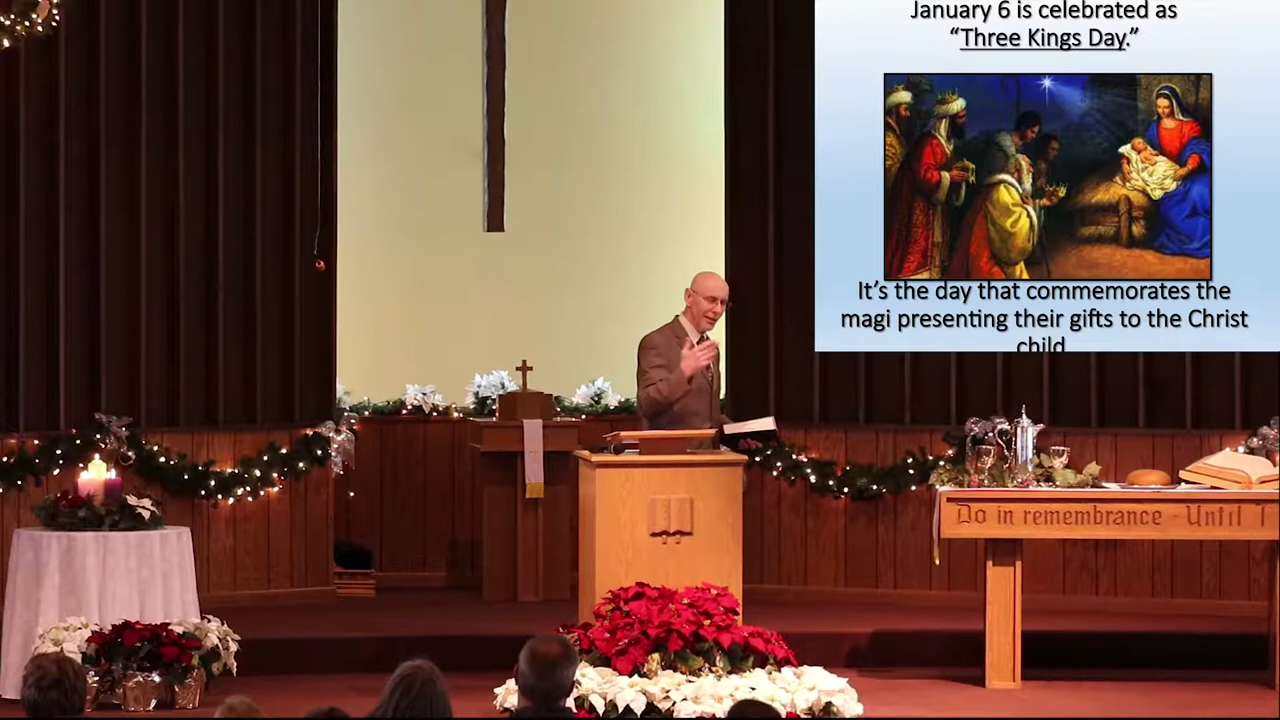 January 6 is celebrated as
“Three Kings Day.”
It’s the day that commemorates the
magi presenting their gifts to the Christ
child
Do in remembrance - Until